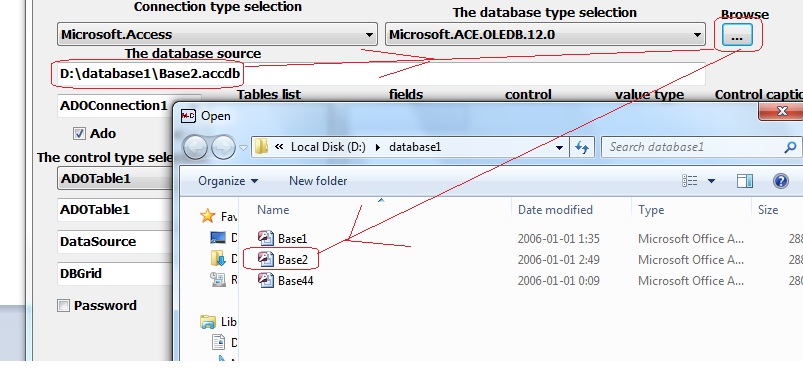 Connection type selection
The database type selection
Browse
Microsoft.Access
Microsoft.ACE.OLEDB.12.0
...
The database source
D:\database1\Base2.accdb
Tables list fields control value type Control capti
ADOConnection1
Ado
The control type sele
ADOTable1
ADOTable1
DataSource
DBGrid
Password
Open
« Local Disk (D:) database1
Search database1
Organize New folder
Name Date modified Type Size
Fav
Base1 2006-01-01 1:35 Microsoft Office A... 288
D
Base2 2006-01-01 2:49 Microsoft Office A... 288
D
Base44 2006-01-01 0:09 Microsoft Office A... 288
R
Lib
D